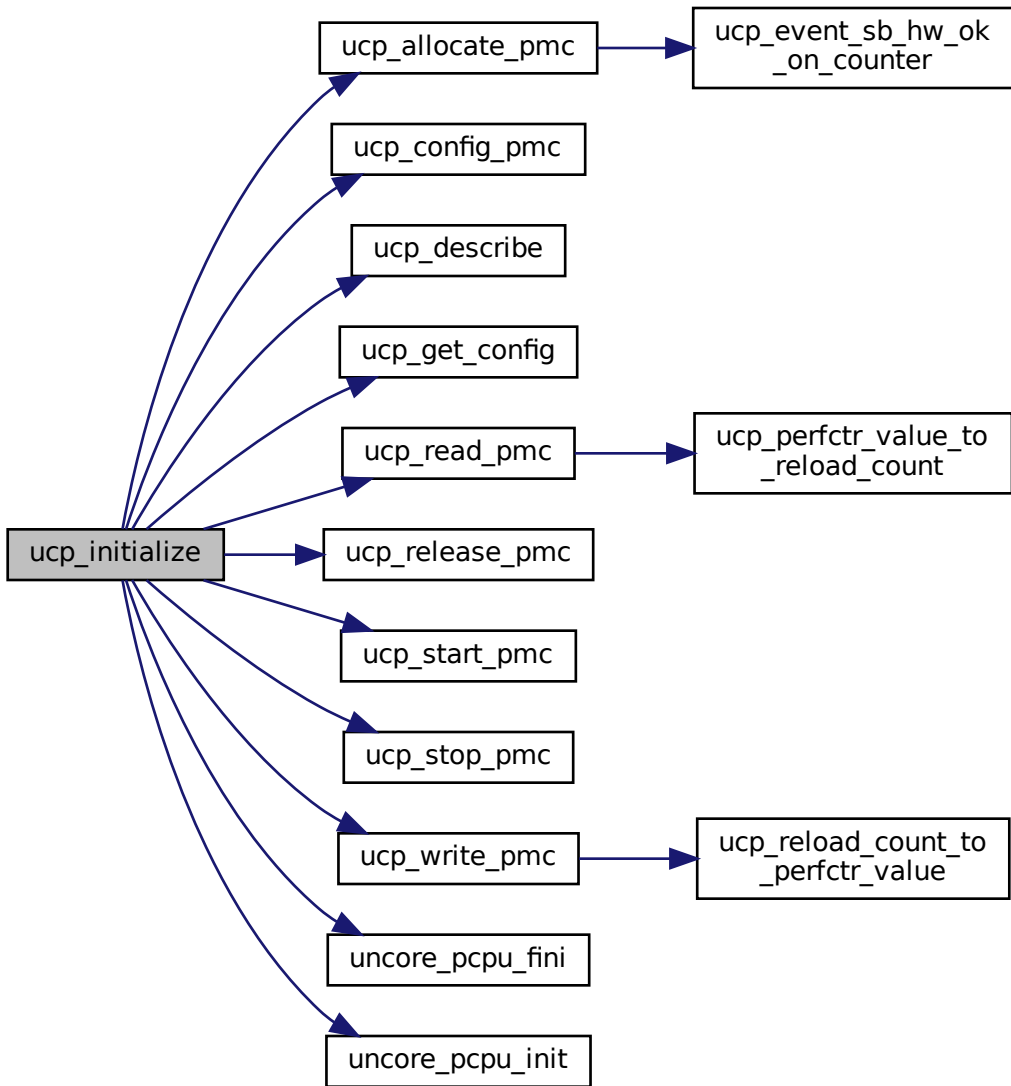 ucp_allocate_pmc
ucp_event_sb_hw_ok
_on_counter
ucp_config_pmc
ucp_describe
ucp_get_config
ucp_read_pmc
ucp_perfctr_value_to
_reload_count
ucp_initialize
ucp_release_pmc
ucp_start_pmc
ucp_stop_pmc
ucp_write_pmc
ucp_reload_count_to
_perfctr_value
uncore_pcpu_fini
uncore_pcpu_init